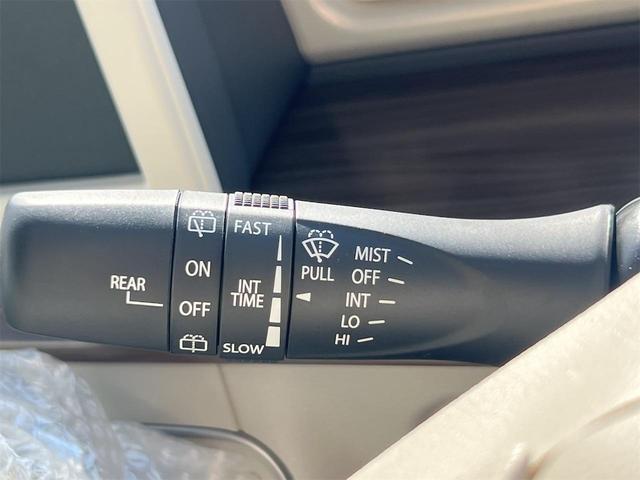 REAR
ON
OFF
FAST
INT
TIME
SLOW
PULL
MIST
OFF
INT
LO
HI